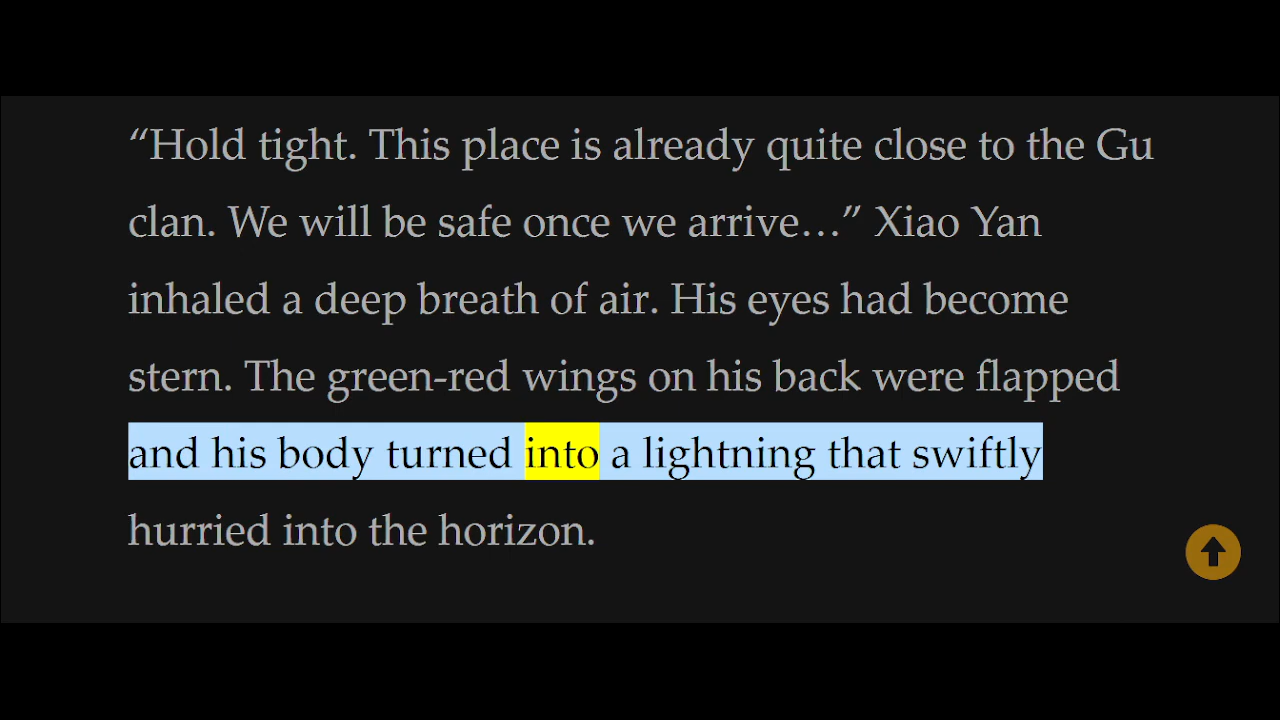 “Hold tight. This place is already quite close to the Gu
clan. We will be safe once we arrive…” Xiao Yan
inhaled a deep breath of air. His eyes had become
stern. The green-red wings on his back were flapped
and his body turned into a lightning that swiftly
hurried into the horizon.